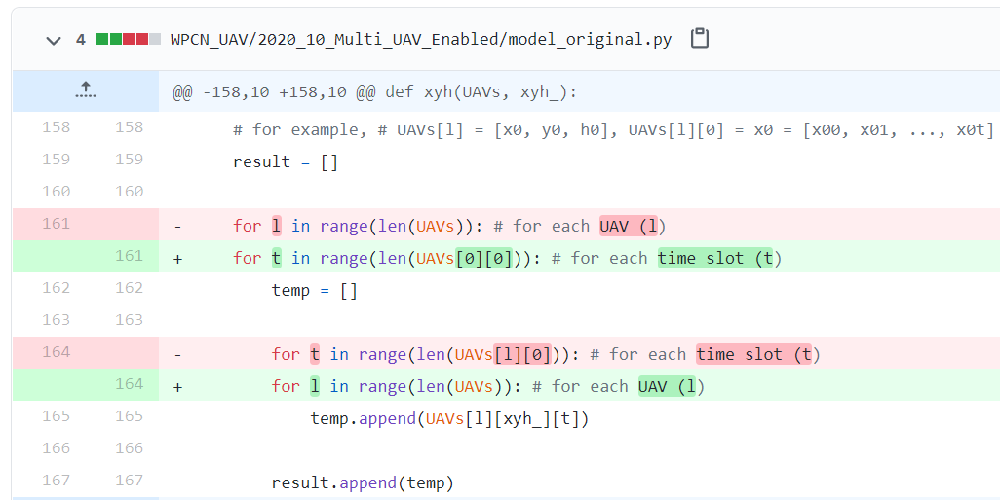 4 WPCN_UAV/2020_10_Multi_UAV_Enabled/model_original.py
@@ -158,10 +158,10 @@ def xyh(UAVs, xyh_):
158 158 # for example, # UAVs[l] = [x0, y0, h0], UAVs[l][0] = x0 = [x00, x01, ..., x0t]
159 159 result = []
160 160
161 - for l in range(len(UAVs)): # for each UAV (l)
161 + for t in range(len(UAVs[0][0])): # for each time slot (t)
162 162 temp = []
163 163
164 - for t in range(len(UAVs[l][0])): # for each time slot (t)
164 + for l in range(len(UAVs)): # for each UAV (l)
165 165 temp.append(UAVs[l][xyh_][t])
166 166
167 167 result.append(temp)